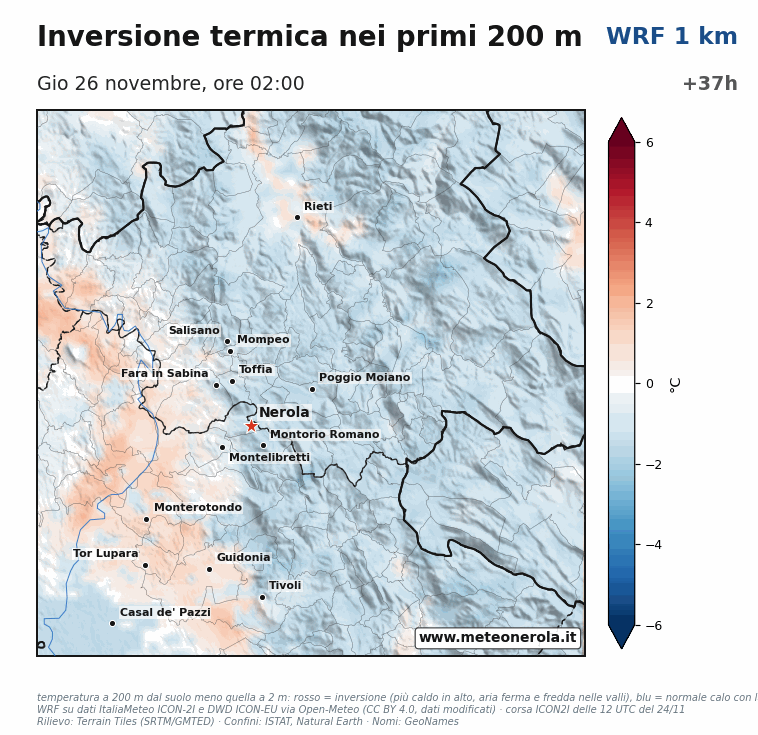 Inversione termica nei primi 200 m WRF 1 km
Gio 26 novembre, ore 02:00 +37h
6
4
2
0
−2
−4
−6
°C
Rieti
Salisano
Mompeo
Toffia
Fara in Sabina
Poggio Moiano
Nerola
Montorio Romano
Montelibretti
Monterotondo
Tor Lupara
Guidonia
Tivoli
Casal de' Pazzi
www.meteonerola.it
temperatura a 200 m dal suolo meno quella a 2 m: rosso = inversione (più caldo in alto, aria ferma e fredda nelle valli), blu = normale calo con
WRF su dati ItaliaMeteo ICON-2I e DWD ICON-EU via Open-Meteo (CC BY 4.0, dati modificati) · corsa ICON2I delle 12 UTC del 24/11
Rilievo: Terrain Tiles (SRTM/GMTED) · Confini: ISTAT, Natural Earth · Nomi: GeoNames